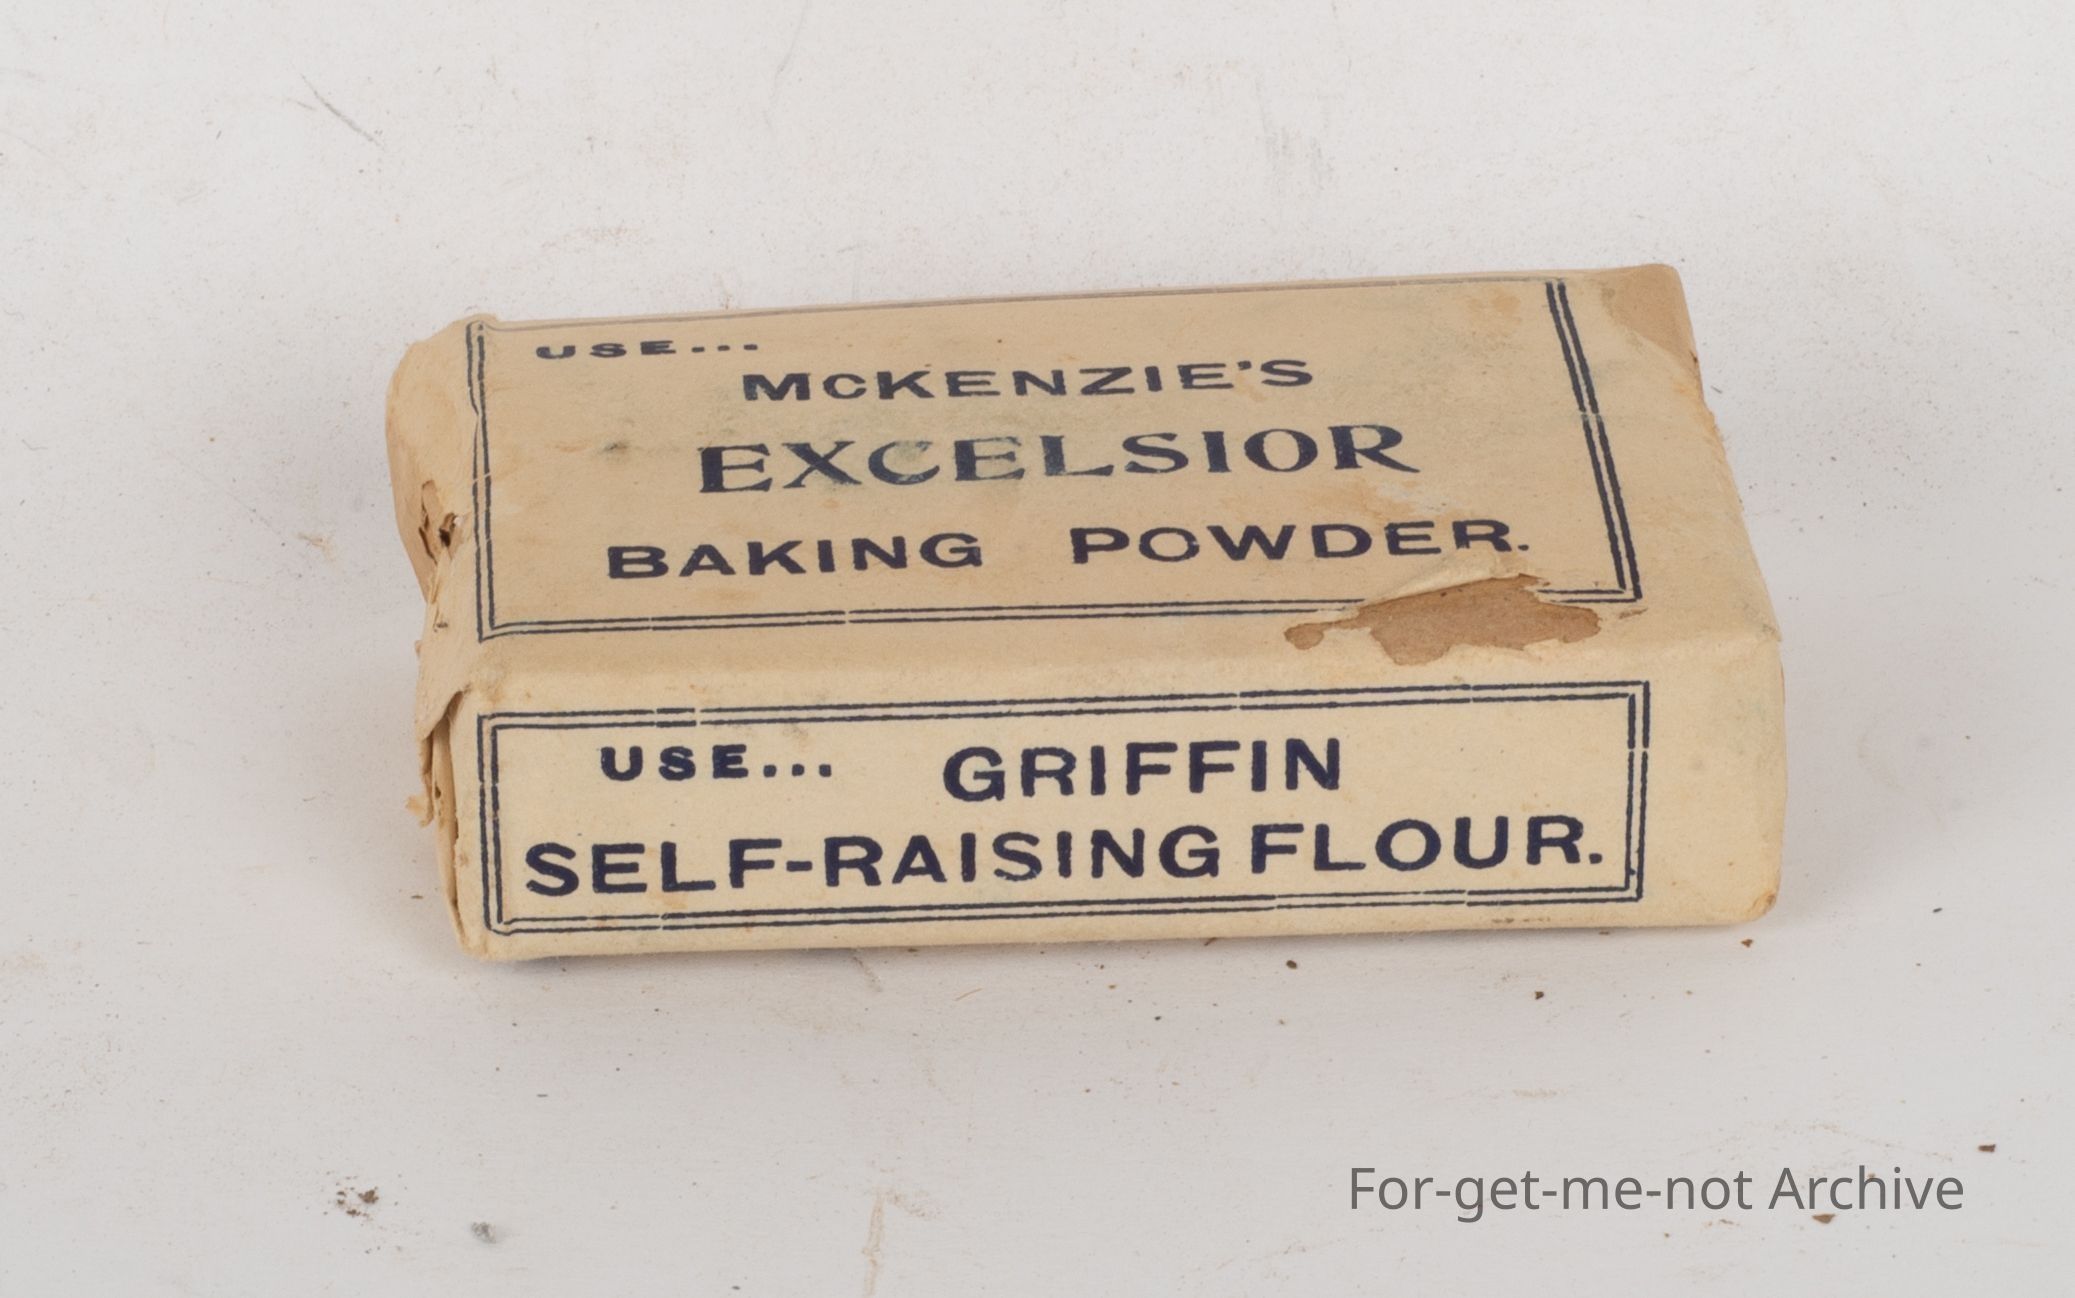 USE...
McKENZIE'S
EXCELSIOR
BAKING POWDER.
USE... GRIFFIN
SELF-RAISING FLOUR.
For-get-me-not Archive